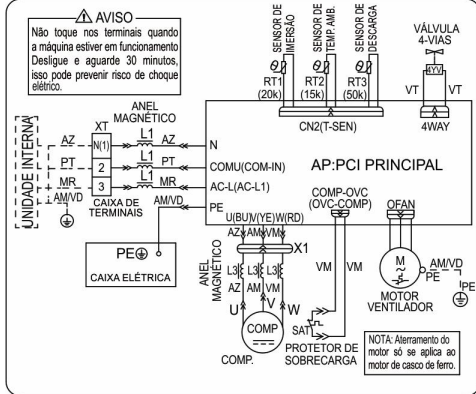 ⚠ AVISO
Não toque nos terminais quando
a máquina estiver em funcionamento
Desligue e aguarde 30 minutos,
isso pode prevenir risco de choque
elétrico.
SENSOR DE
IMERSÃO
SENSOR DE
TEMP. AMB.
SENSOR DE
DESCARGA
VÁLVULA
4-VIAS
4YV
RT1
(20k)
RT2
(15k)
RT3
(50k)
VT
VT
CN2(T-SEN)
4WAY
ANEL
MAGNÉTICO
UNIDADE INTERNA
XT
AZ
N(1)
L1
AZ
N
PT
2
L1
PT
COMU(COM-IN)
AP:PCI PRINCIPAL
MR
3
L1
MR
AC-L(AC-L1)
AM/VD
CAIXA DE
TERMINAIS
AM/VD
PE
COMP-OVC
(OVC-COMP)
OFAN
U(BU)
V(YE)
W(RD)
AZ
AM
VM
X1
PE
CAIXA ELÉTRICA
ANEL
MAGNÉTICO
L3
L3
L3
AZ
AM
VM
VM
VM
M
~
AM/VD
PE
PE
MOTOR
VENTILADOR
U
V
W
COMP
COMP.
SAT
PROTETOR DE
SOBRECARGA
NOTA: Aterramento do
motor só se aplica ao
motor de casco de ferro.